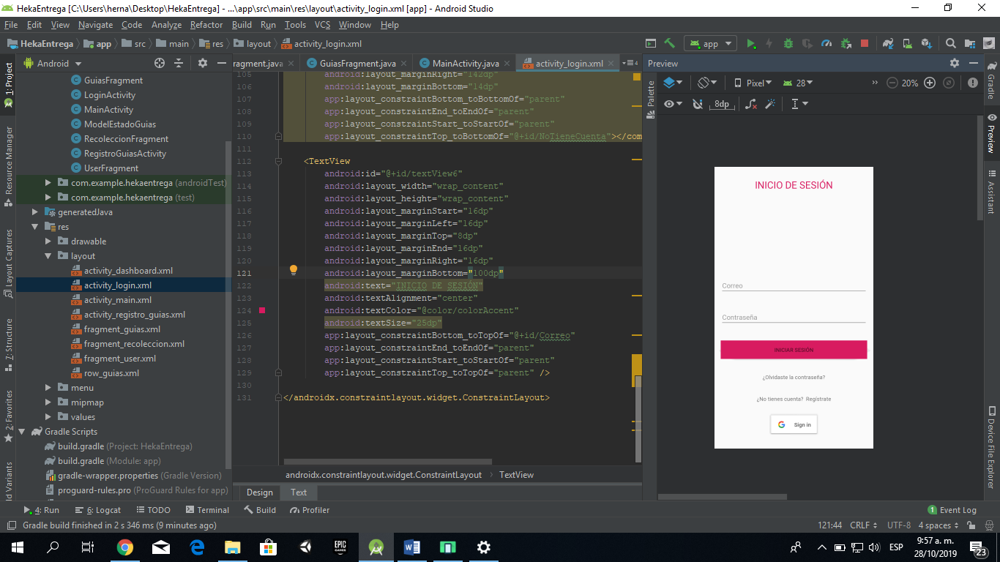 HekaEntrega [C:\Users\herna\Desktop\HekaEntrega] - ...\app\src\main\res\layout\activity_login.xml [app] - Android Studio
File Edit View Navigate Code Analyze Refactor Build Run Tools VCS Window Help
HekaEntrega app src main res layout activity_login.xml app
1: Project
Resource Manager
Layout Captures
7: Structure
2: Favorites
ld Variants
Android
GuiasFragment
LoginActivity
MainActivity
ModelEstadoGuias
RecoleccionFragment
RegistroGuiasActivity
UserFragment
com.example.hekaentrega (androidTest)
com.example.hekaentrega (test)
generatedJava
res
drawable
layout
activity_dashboard.xml
activity_login.xml
activity_main.xml
activity_registro_guias.xml
fragment_guias.xml
fragment_recoleccion.xml
fragment_user.xml
row_guias.xml
menu
mipmap
values
Gradle Scripts
build.gradle (Project: HekaEntrega)
build.gradle (Module: app)
gradle-wrapper.properties (Gradle Version)
proguard-rules.pro (ProGuard Rules for app)
ragment.java GuiasFragment.java MainActivity.java activity_login.xml 4
105 android:layout_marginRight="142dp"
106 android:layout_marginBottom="14dp"
107 app:layout_constraintBottom_toBottomOf="parent"
108 app:layout_constraintEnd_toEndOf="parent"
109 app:layout_constraintStart_toStartOf="parent"
110 app:layout_constraintTop_toBottomOf="@+id/NoTieneCuenta"></com
111
112 <TextView
113 android:id="@+id/textView6"
114 android:layout_width="wrap_content"
115 android:layout_height="wrap_content"
116 android:layout_marginStart="16dp"
117 android:layout_marginLeft="16dp"
118 android:layout_marginTop="8dp"
119 android:layout_marginEnd="16dp"
120 android:layout_marginRight="16dp"
121 android:layout_marginBottom="100dp"
122 android:text="INICIO DE SESIÓN"
123 android:textAlignment="center"
124 android:textColor="@color/colorAccent"
125 android:textSize="25dp"
126 app:layout_constraintBottom_toTopOf="@+id/Correo"
127 app:layout_constraintEnd_toEndOf="parent"
128 app:layout_constraintStart_toStartOf="parent"
129 app:layout_constraintTop_toTopOf="parent" />
130
131 </androidx.constraintlayout.widget.ConstraintLayout>
androidx.constraintlayout.widget.ConstraintLayout › TextView
Design Text
Palette
Preview
Pixel 28 » 20%
8dp
INICIO DE SESIÓN
Correo
Contraseña
INICIAR SESIÓN
¿Olvidaste la contraseña?
¿No tienes cuenta? Regístrate
G Sign in
Gradle
Preview
Assistant
Device File Explorer
4: Run 6: Logcat TODO Terminal Build Profiler 1 Event Log
Gradle build finished in 2 s 346 ms (9 minutes ago) 121:44 CRLF UTF-8 4 spaces
EPIC GAMES
W
ESP
9:57 a. m.
28/10/2019
23